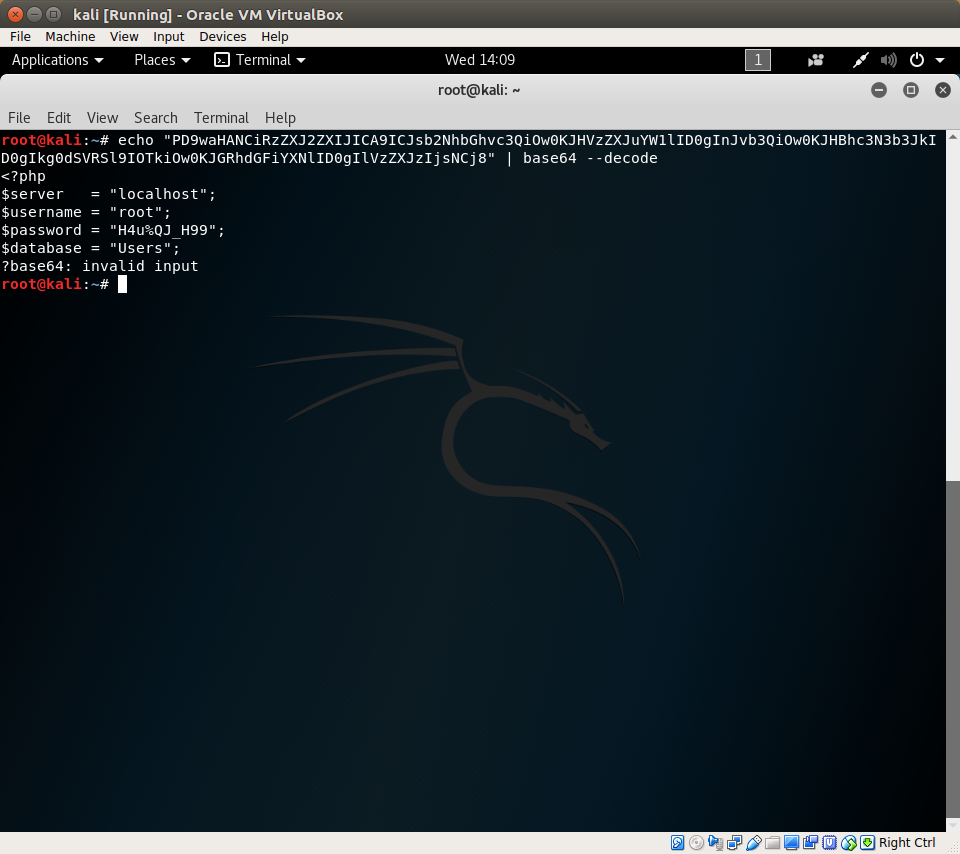 kali [Running] - Oracle VM VirtualBox
File Machine View Input Devices Help
Applications Places Terminal Wed 14:09 1
root@kali: ~
File Edit View Search Terminal Help
root@kali:~# echo "PD9waHANCiRzZXJ2ZXIJICA9ICJsb2NhbGhvc3QiOw0KJHVzZXJuYW1lID0gInJvb3QiOw0KJHBhc3N3b3JkI
D0gIkg0dSVRSl9IOTkiOw0KJGRhdGFiYXNlID0gIlVzZXJzIjsNCj8" | base64 --decode
<?php
$server   = "localhost";
$username = "root";
$password = "H4u%QJ_H99";
$database = "Users";
?base64: invalid input
root@kali:~#
Right Ctrl